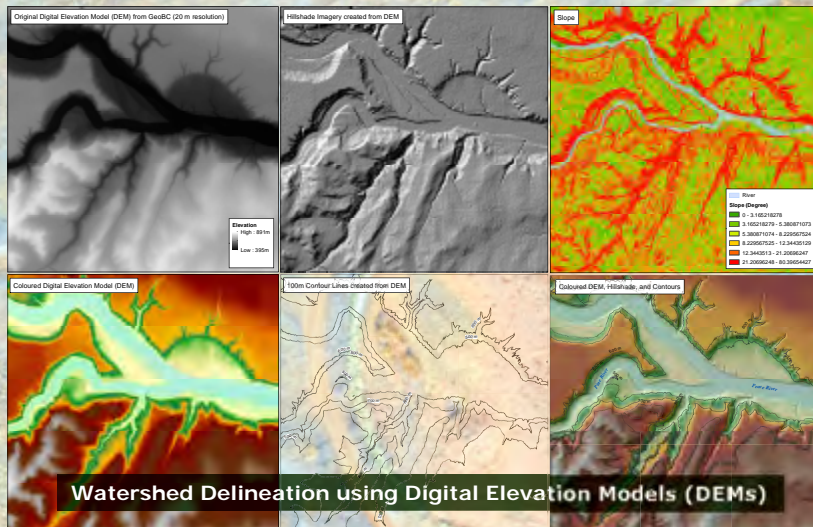 Original Digital Elevation Model (DEM) from GeoBC (20 m resolution)
Elevation
High : 891m
Low : 395m
Hillshade Imagery created from DEM
Slope
River
Slope (Degree)
0 - 3.165218278
3.165218279 - 5.380871073
5.380871074 - 8.229567524
8.229567525 - 12.34435129
12.3443513 - 21.20696247
21.20696248 - 80.39654427
Coloured Digital Elevation Model (DEM)
100m Contour Lines created from DEM
Coloured DEM, Hillshade, and Contours
Watershed Delineation using Digital Elevation Models (DEMs)